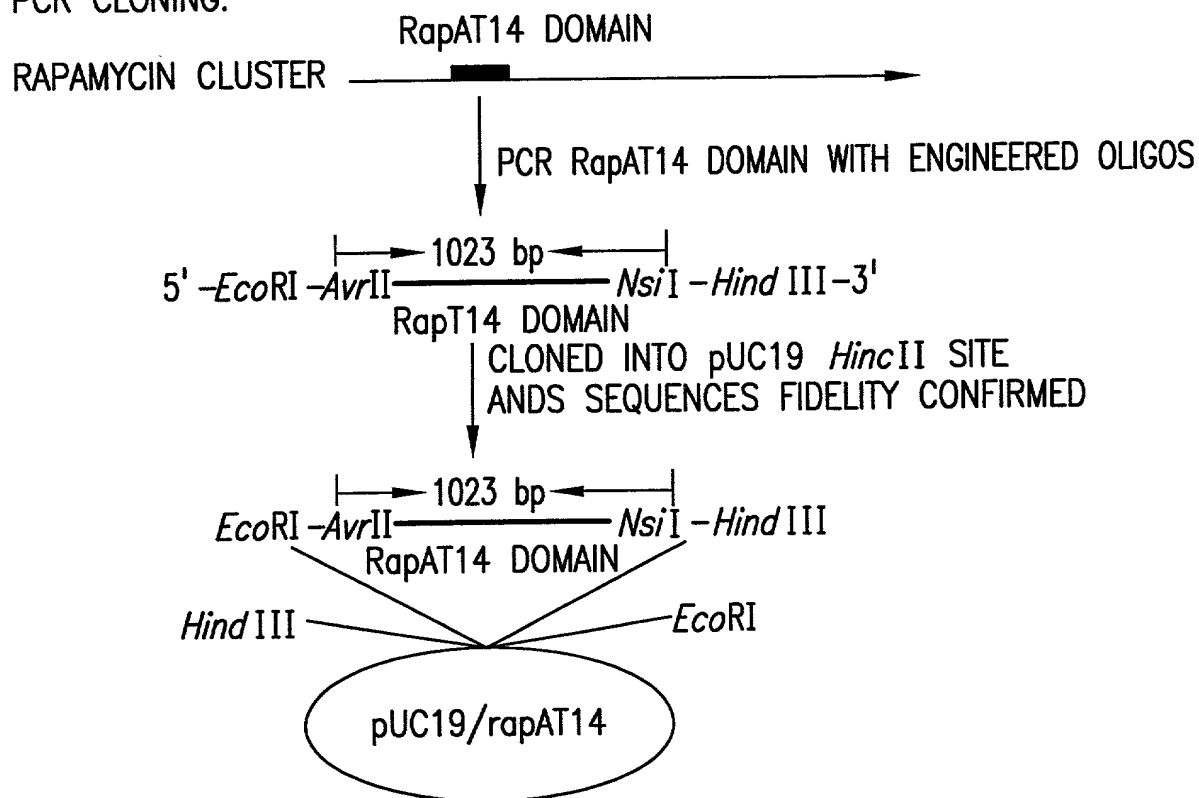 PCR CLONING:
RapAT14 DOMAIN
RAPAMYCIN CLUSTER
PCR RapAT14 DOMAIN WITH ENGINEERED OLIGOS
1023 bp
5' -EcoRI -AvrII NsiI -Hind III-3'
RapT14 DOMAIN
CLONED INTO pUC19 HincII SITE
ANDS SEQUENCES FIDELITY CONFIRMED
1023 bp
EcoRI -AvrII NsiI -Hind III
RapAT14 DOMAIN
Hind III EcoRI
pUC19/rapAT14